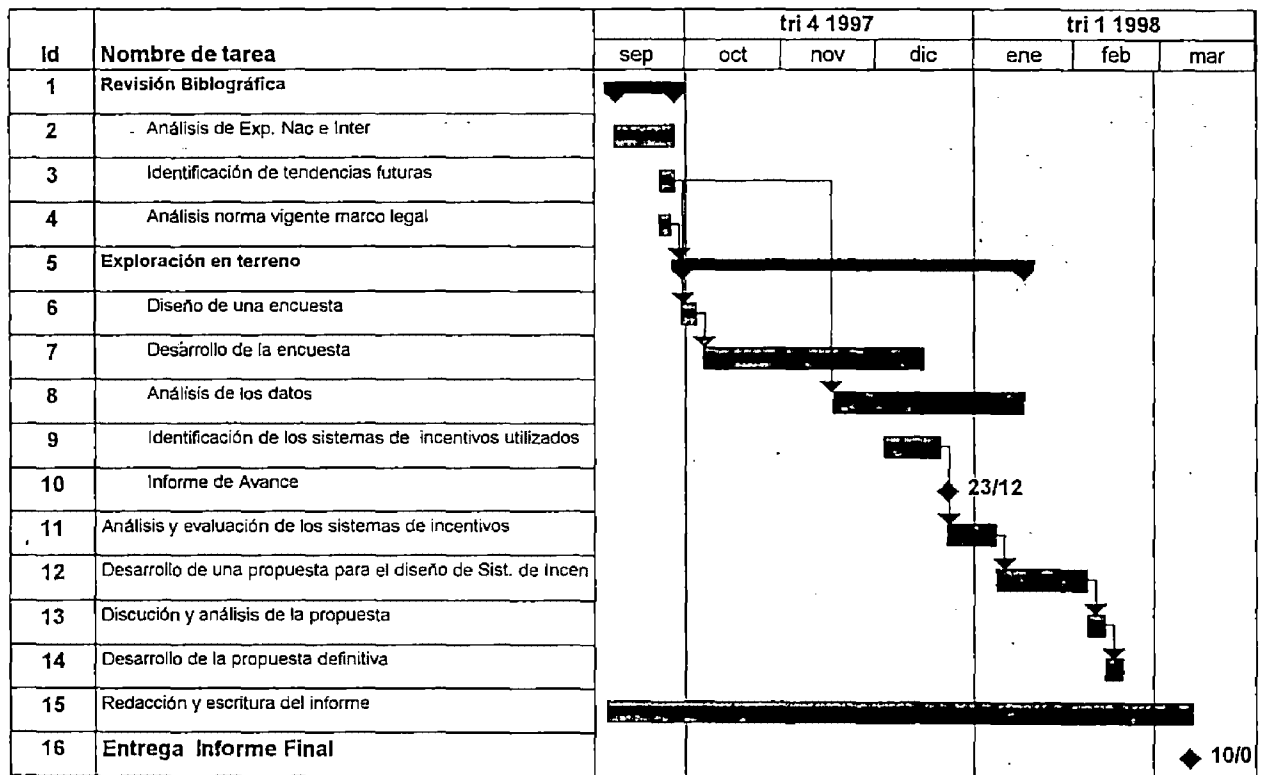 tri 4 1997 tri 1 1998
Id Nombre de tarea sep oct nov dic ene feb mar
1 Revisión Biblográfica
2 Análisis de Exp. Nac e Inter
3 Identificación de tendencias futuras
4 Análisis norma vigente marco legal
5 Exploración en terreno
6 Diseño de una encuesta
7 Desarrollo de la encuesta
8 Análisis de los datos
9 Identificación de los sistemas de incentivos utilizados
10 Informe de Avance 23/12
11 Análisis y evaluación de los sistemas de incentivos
12 Desarrollo de una propuesta para el diseño de Sist. de Incen
13 Discución y análisis de la propuesta
14 Desarrollo de la propuesta definitiva
15 Redacción y escritura del informe
16 Entrega Informe Final 10/0